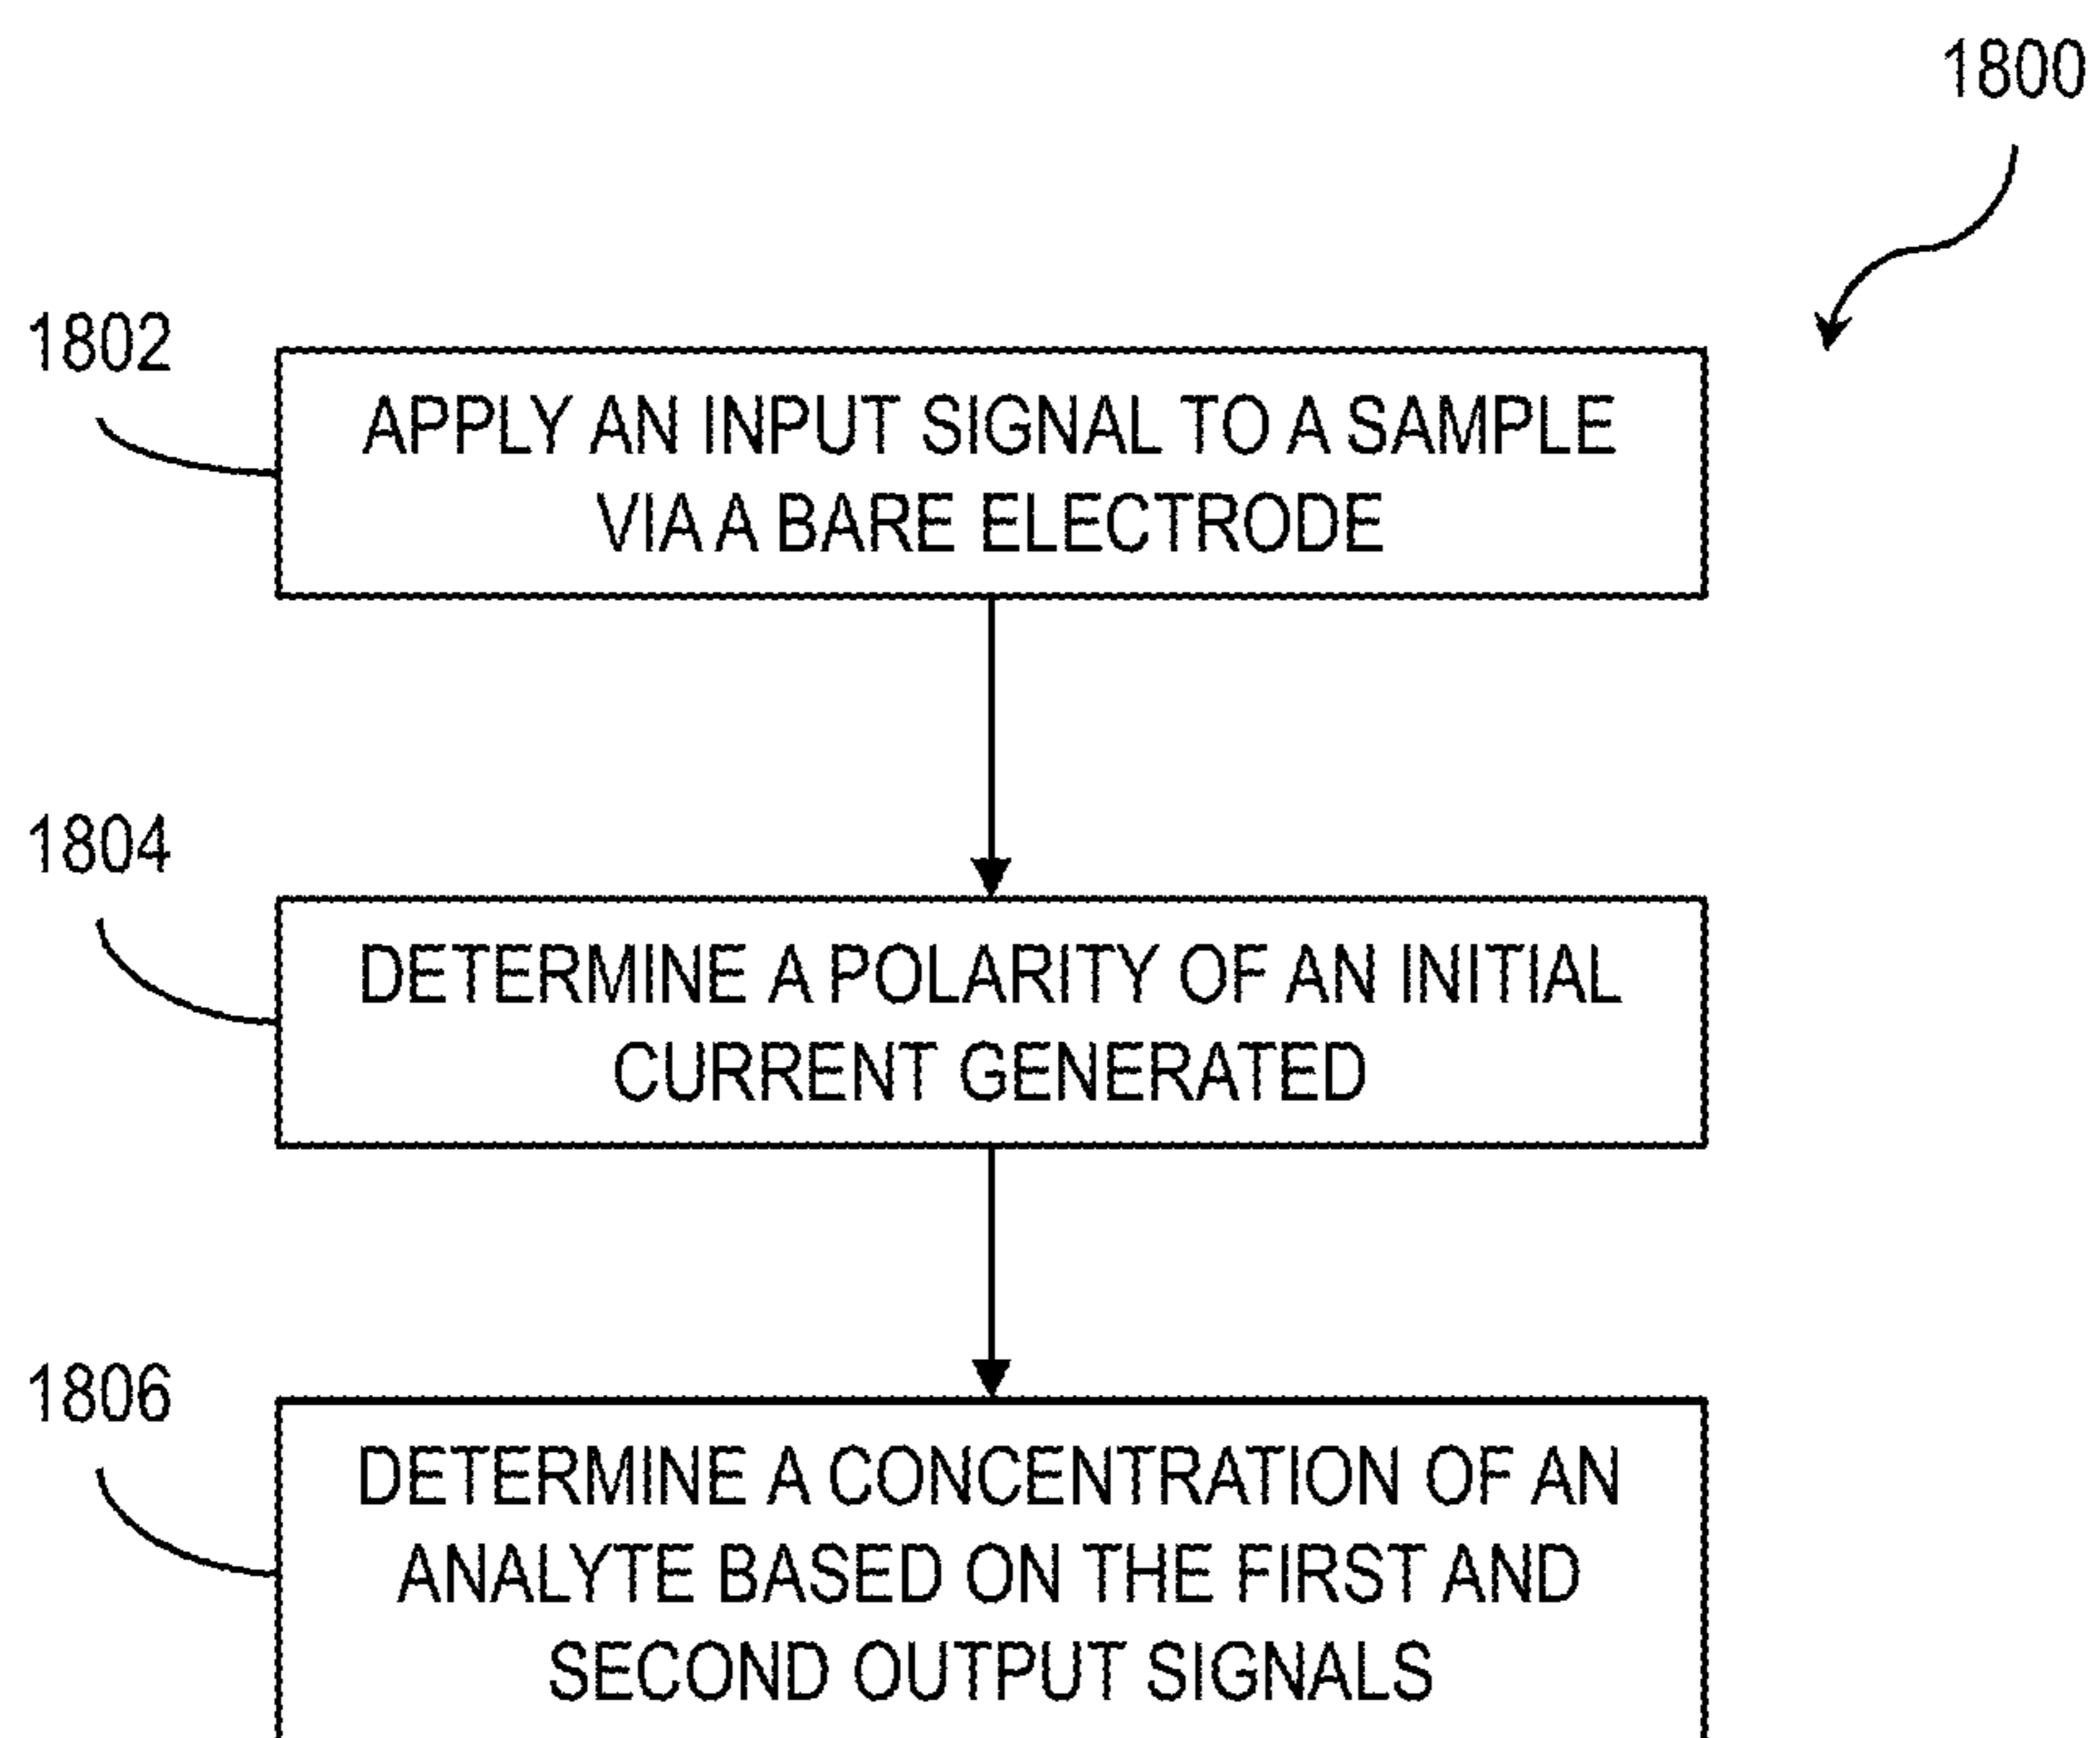 1800
1802
APPLY AN INPUT SIGNAL TO A SAMPLE
VIA A BARE ELECTRODE
1804
DETERMINE A POLARITY OF AN INITIAL
CURRENT GENERATED
1806
DETERMINE A CONCENTRATION OF AN
ANALYTE BASED ON THE FIRST AND
SECOND OUTPUT SIGNALS